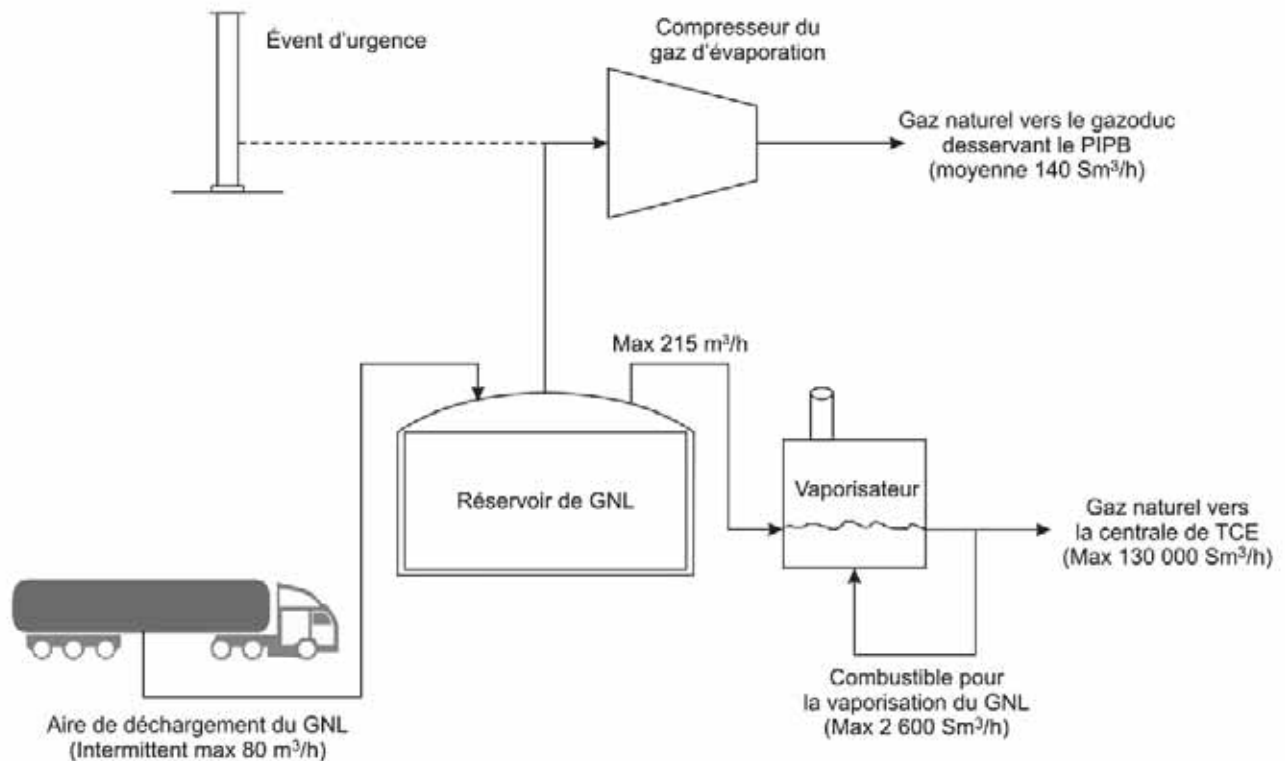 Évent d'urgence
Compresseur du
gaz d'évaporation
Gaz naturel vers le gazoduc
desservant le PIPB
(moyenne 140 Sm³/h)
Max 215 m³/h
Réservoir de GNL
Vaporisateur
Gaz naturel vers
la centrale de TCE
(Max 130 000 Sm³/h)
Combustible pour
la vaporisation du GNL
(Max 2 600 Sm³/h)
Aire de déchargement du GNL
(Intermittent max 80 m³/h)